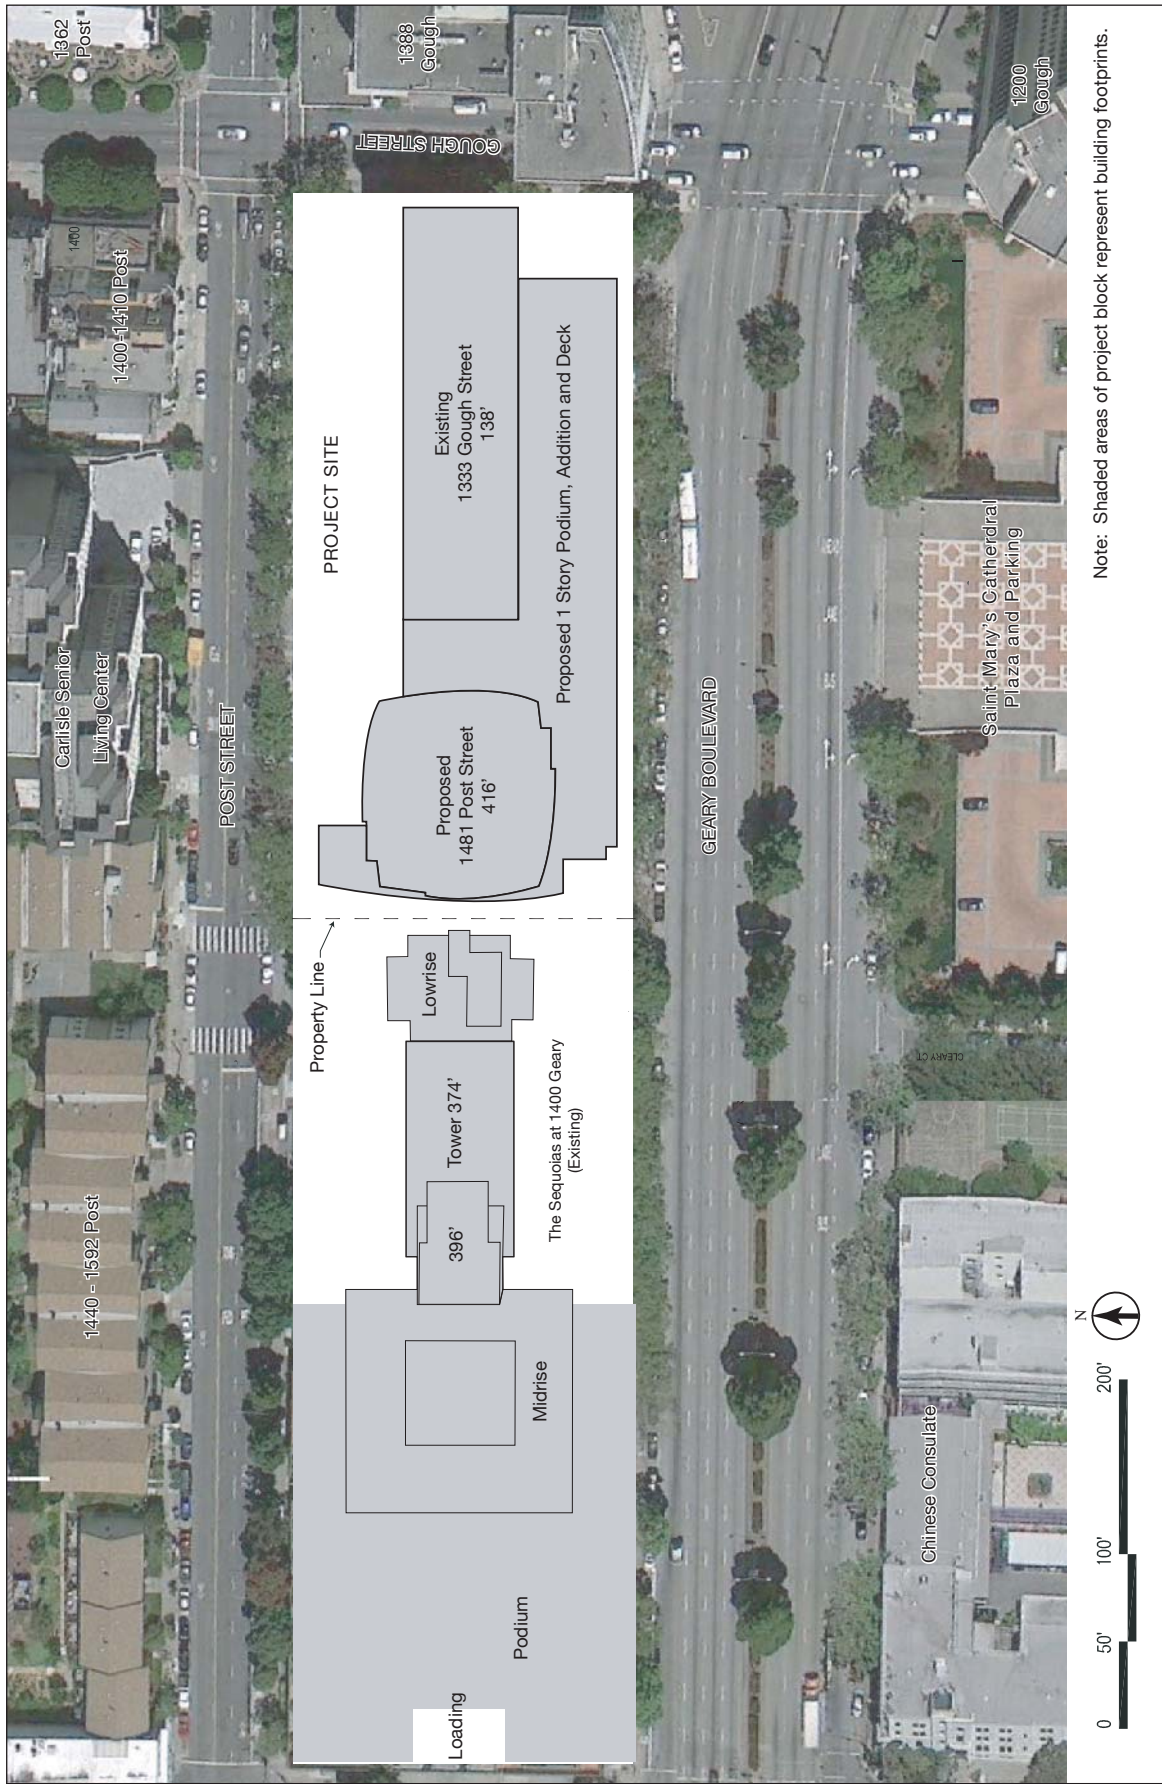 1362
Post
1388
Gough
1200
Gough
GOUGH STREET
1400
1400-1410 Post
Carlisle Senior
Living Center
POST STREET
1440 - 1592 Post
PROJECT SITE
Existing
1333 Gough Street
138’
Proposed 1 Story Podium, Addition and Deck
Proposed
1481 Post Street
416’
Property Line
Lowrise
Tower 374’
396’
The Sequoias at 1400 Geary
(Existing)
Midrise
Podium
Loading
GEARY BOULEVARD
Saint Mary’s Catherdral
Plaza and Parking
CLEARY CT
Chinese Consulate
N
0
50'
100'
200'
Note: Shaded areas of project block represent building footprints.